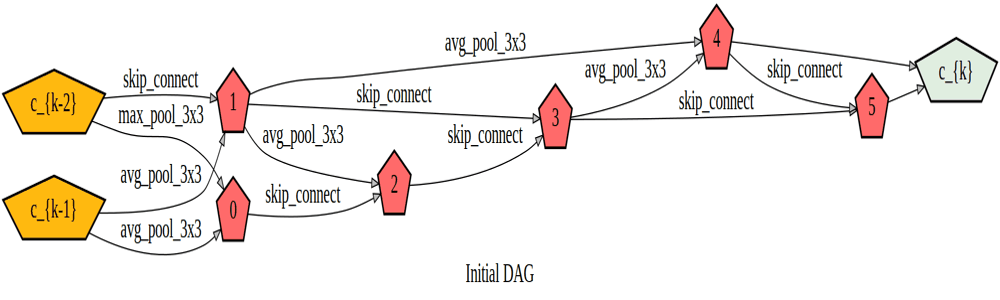 c_{k-2}
skip_connect
max_pool_3x3
c_{k-1}
avg_pool_3x3
avg_pool_3x3
1
0
avg_pool_3x3
skip_connect
avg_pool_3x3
skip_connect
2
skip_connect
3
avg_pool_3x3
skip_connect
4
skip_connect
5
c_{k}
Initial DAG